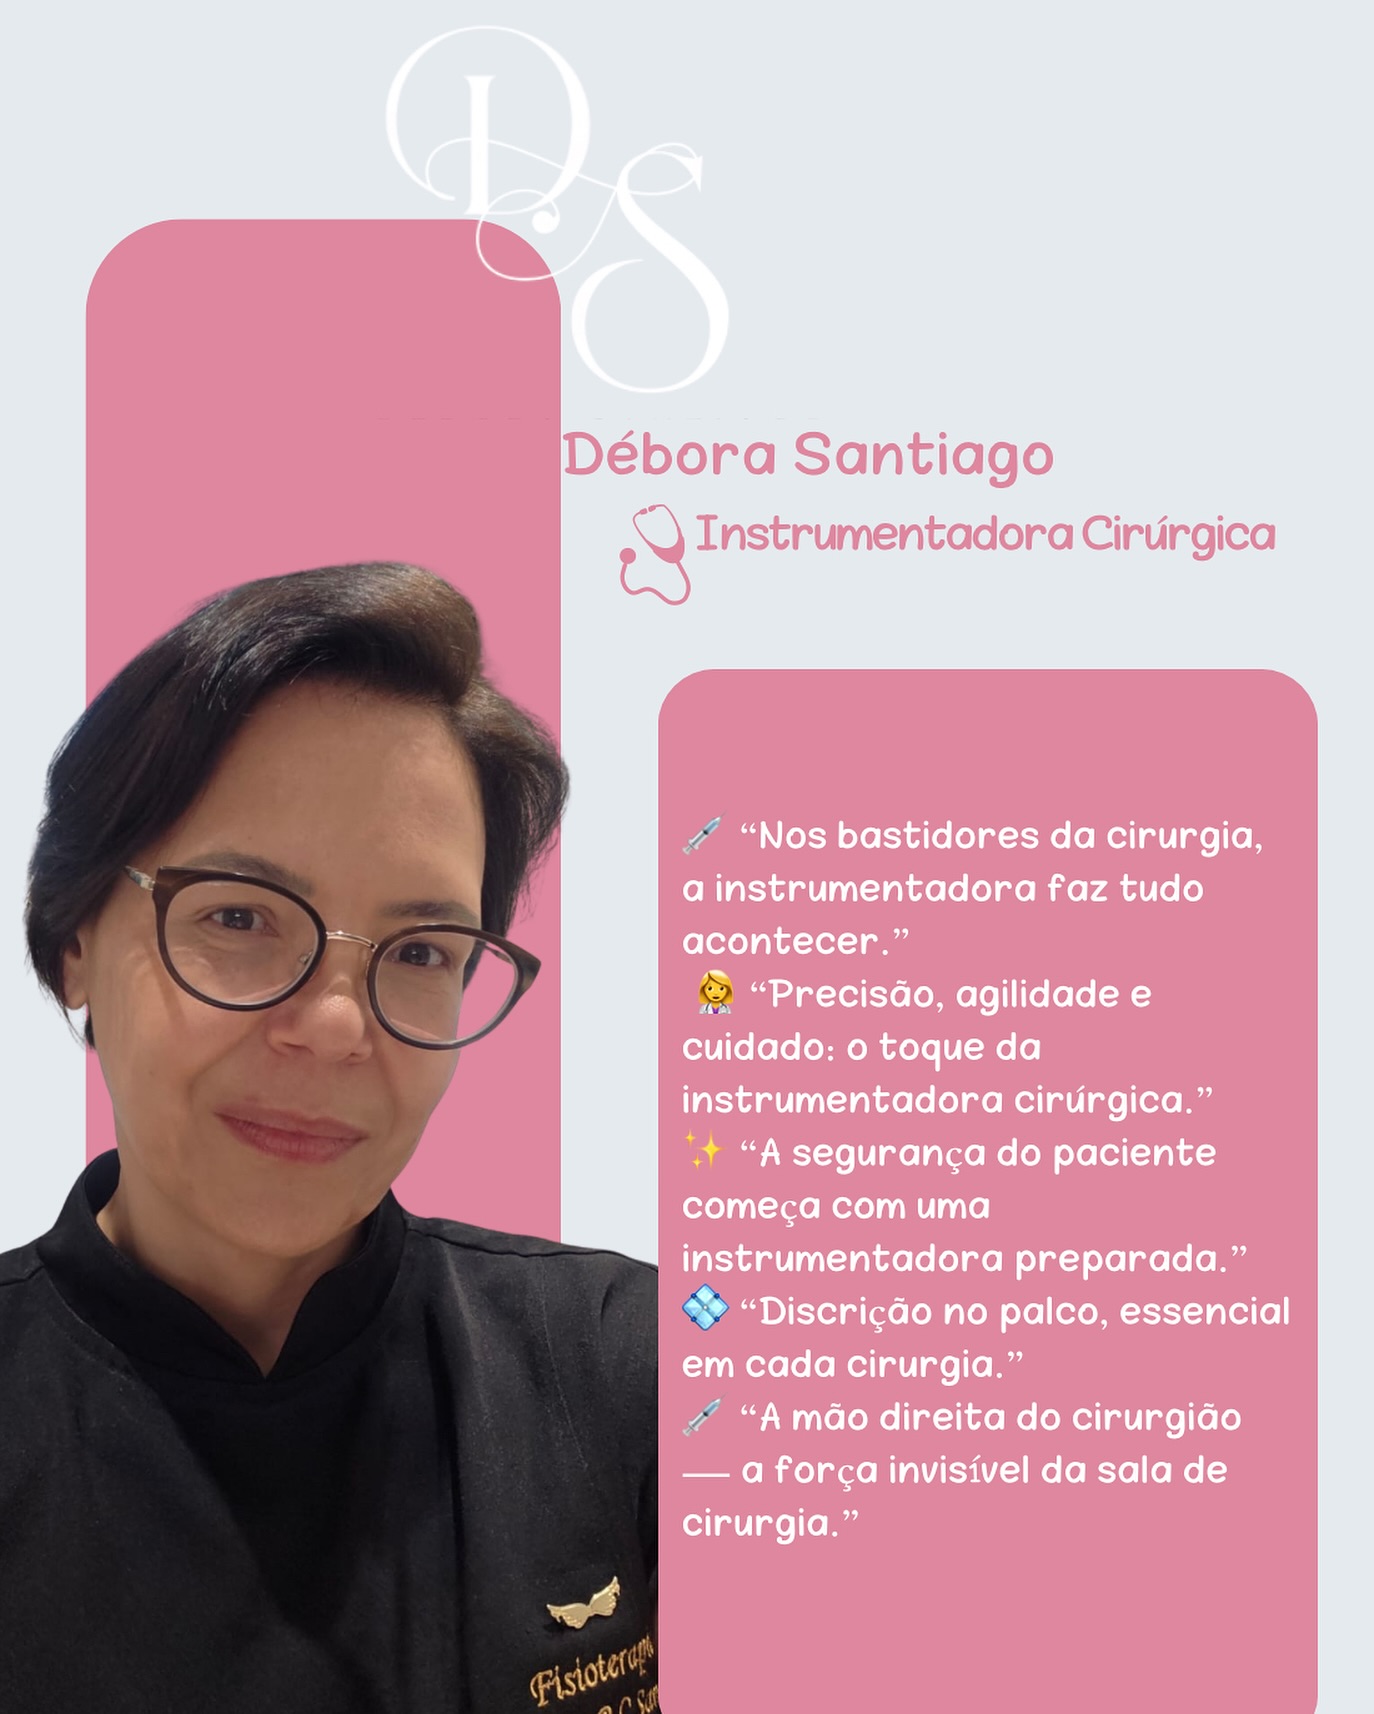 DS
Débora Santiago
Instrumentadora Cirúrgica
💉 “Nos bastidores da cirurgia,
a instrumentadora faz tudo
acontecer.”
👩‍⚕️ “Precisão, agilidade e
cuidado: o toque da
instrumentadora cirúrgica.”
✨ “A segurança do paciente
começa com uma
instrumentadora preparada.”
💠 “Discrição no palco, essencial
em cada cirurgia.”
💉 “A mão direita do cirurgião
— a força invisível da sala de
cirurgia.”